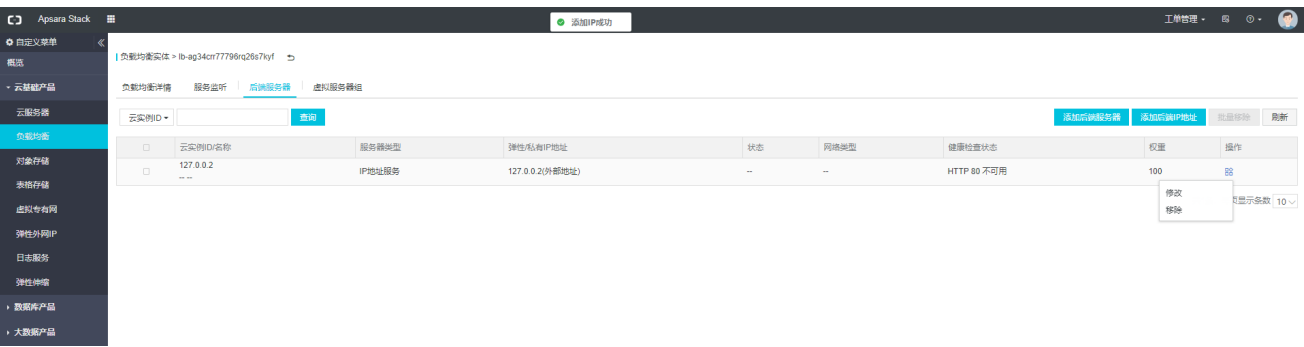 Apsara Stack
添加IP成功
工单管理
自定义菜单
概览
云基础产品
云服务器
负载均衡
对象存储
表格存储
虚拟专有网
弹性外网IP
日志服务
弹性伸缩
数据库产品
大数据产品
负载均衡实体 > lb-ag34crr77796rq26s7kyf
负载均衡详情 服务监听 后端服务器 虚拟服务器组
云实例ID 查询 添加后端服务器 添加后端IP地址 批量移除 刷新
云实例ID/名称 服务器类型 弹性/私有IP地址 状态 网络类型 健康检查状态 权重 操作
127.0.0.2 IP地址服务 127.0.0.2(外部地址) -- -- HTTP 80 不可用 100
-- --
修改
移除
页显示条数 10